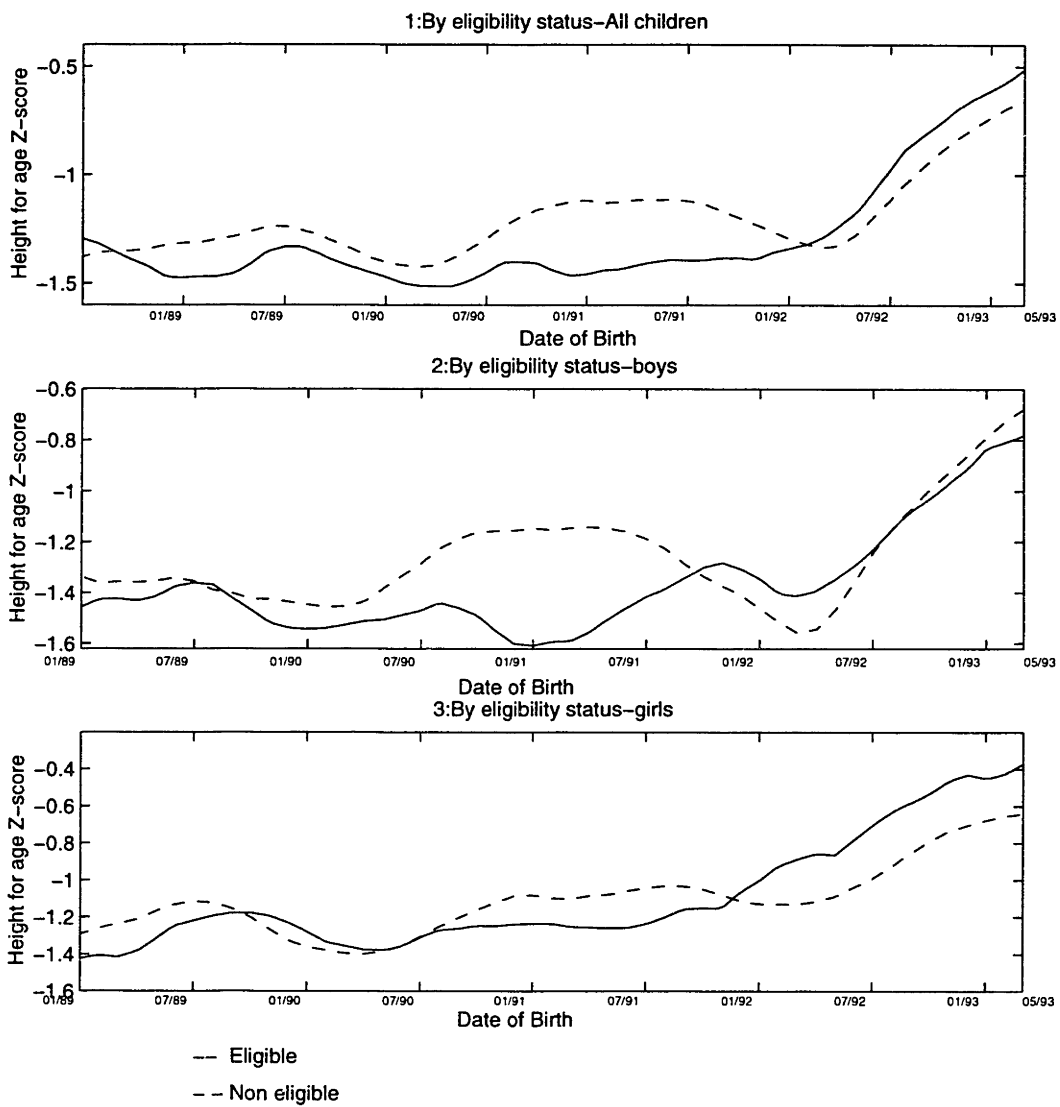 1:By eligibility status–All children
Height for age Z–score
–0.5
–1
–1.5
01/89 07/89 01/90 07/90 01/91 07/91 01/92 07/92 01/93 05/93
Date of Birth
2:By eligibility status–boys
Height for age Z–score
–0.6
–0.8
–1
–1.2
–1.4
–1.6
01/89 07/89 01/90 07/90 01/91 07/91 01/92 07/92 01/93 05/93
Date of Birth
3:By eligibility status–girls
Height for age Z–score
–0.4
–0.6
–0.8
–1
–1.2
–1.4
–1.6
01/89 07/89 01/90 07/90 01/91 07/91 01/92 07/92 01/93 05/93
Date of Birth
Eligible
Non eligible